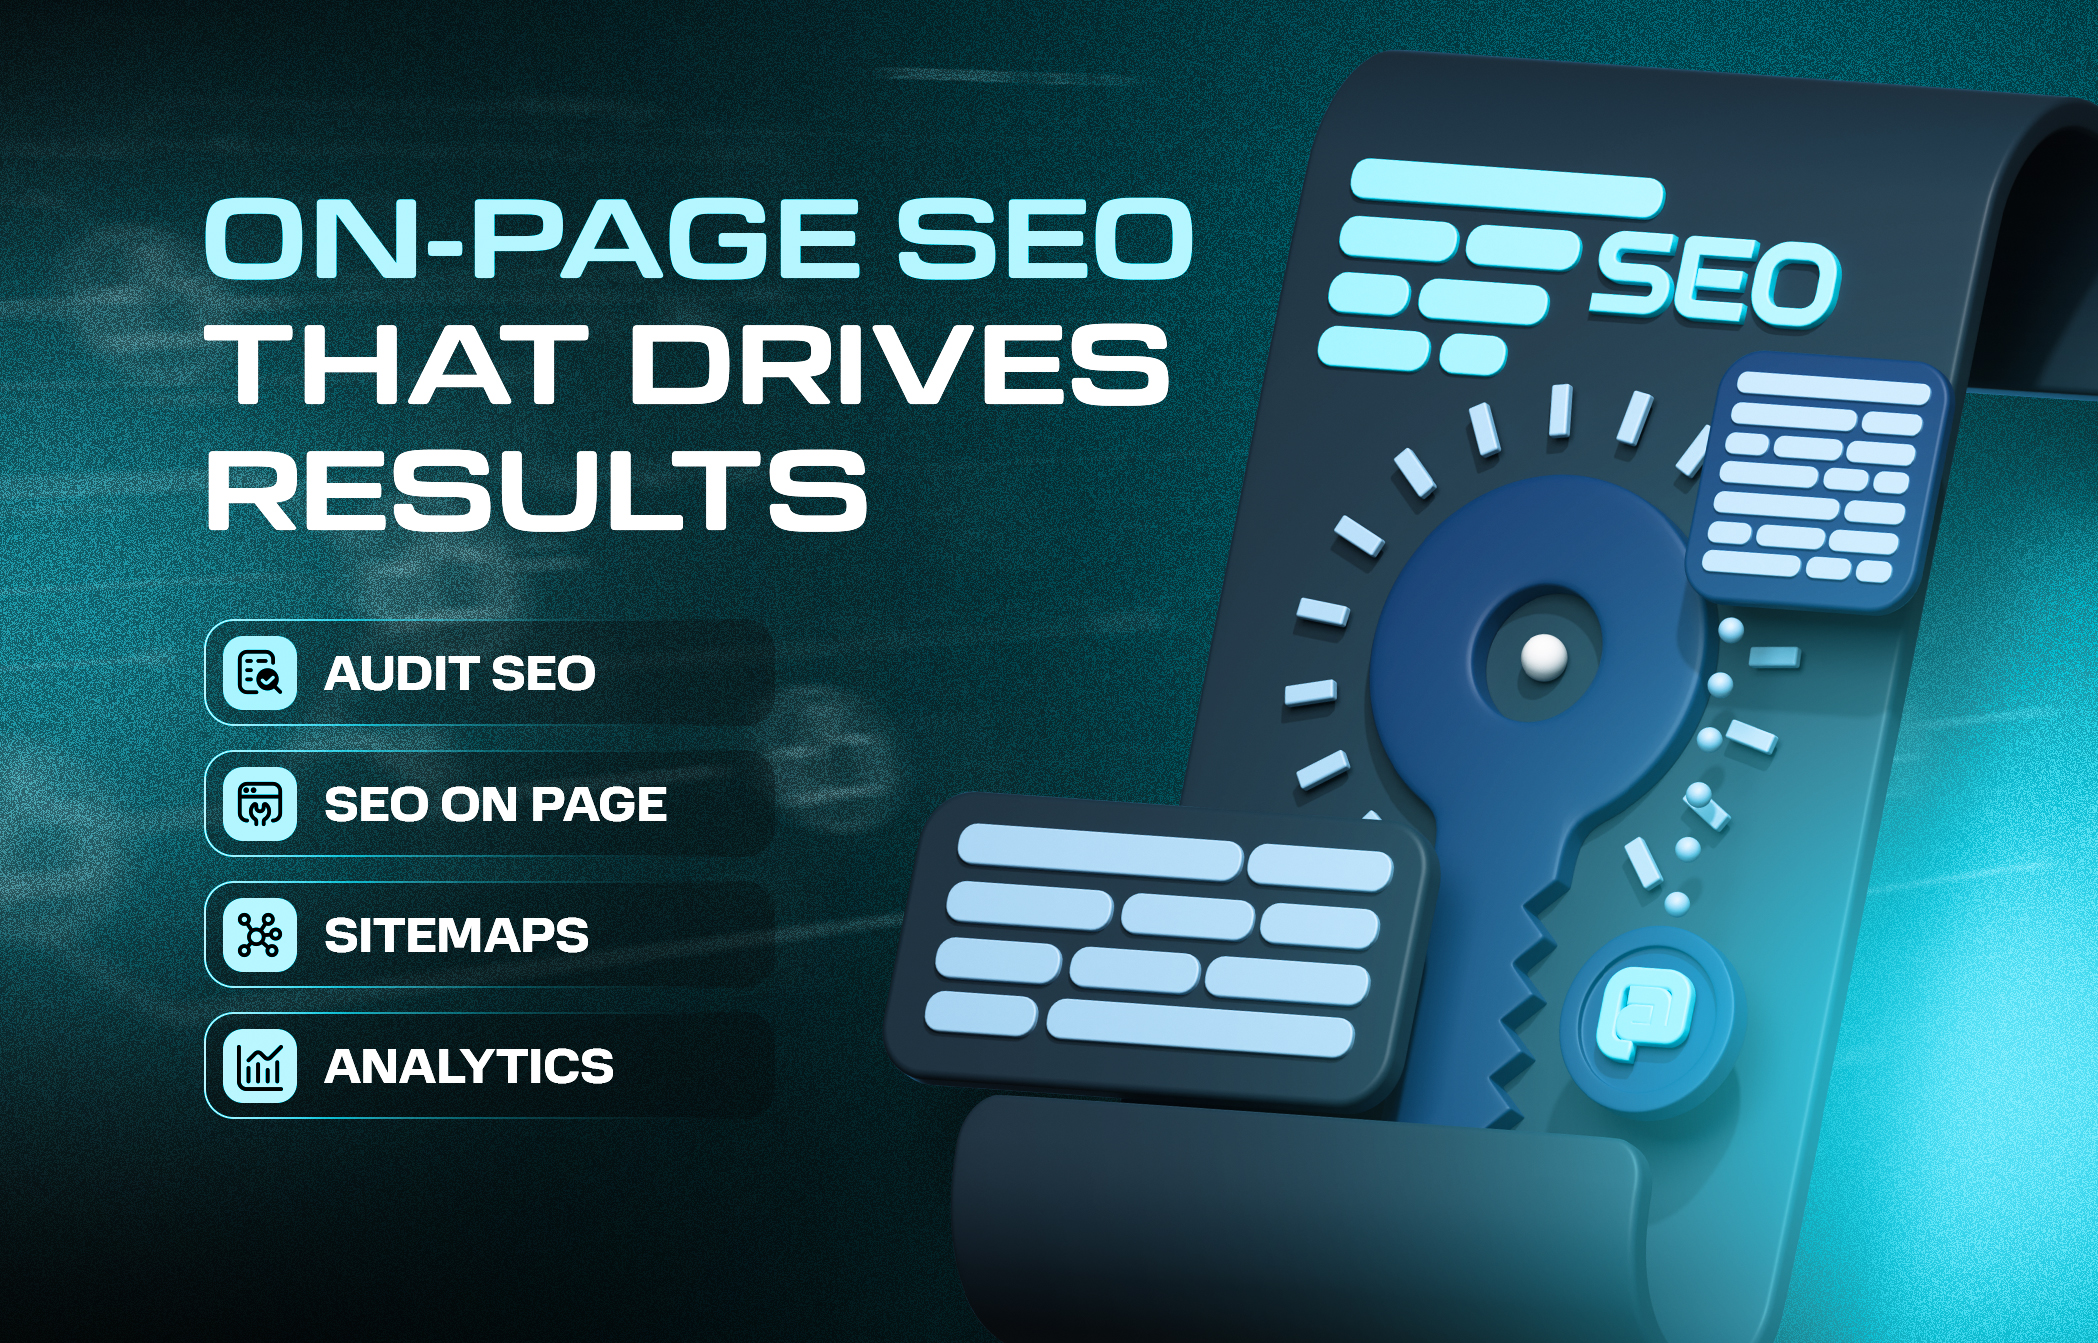 ON-PAGE SEO
THAT DRIVES
RESULTS
AUDIT SEO
SEO ON PAGE
SITEMAPS
ANALYTICS
SEO